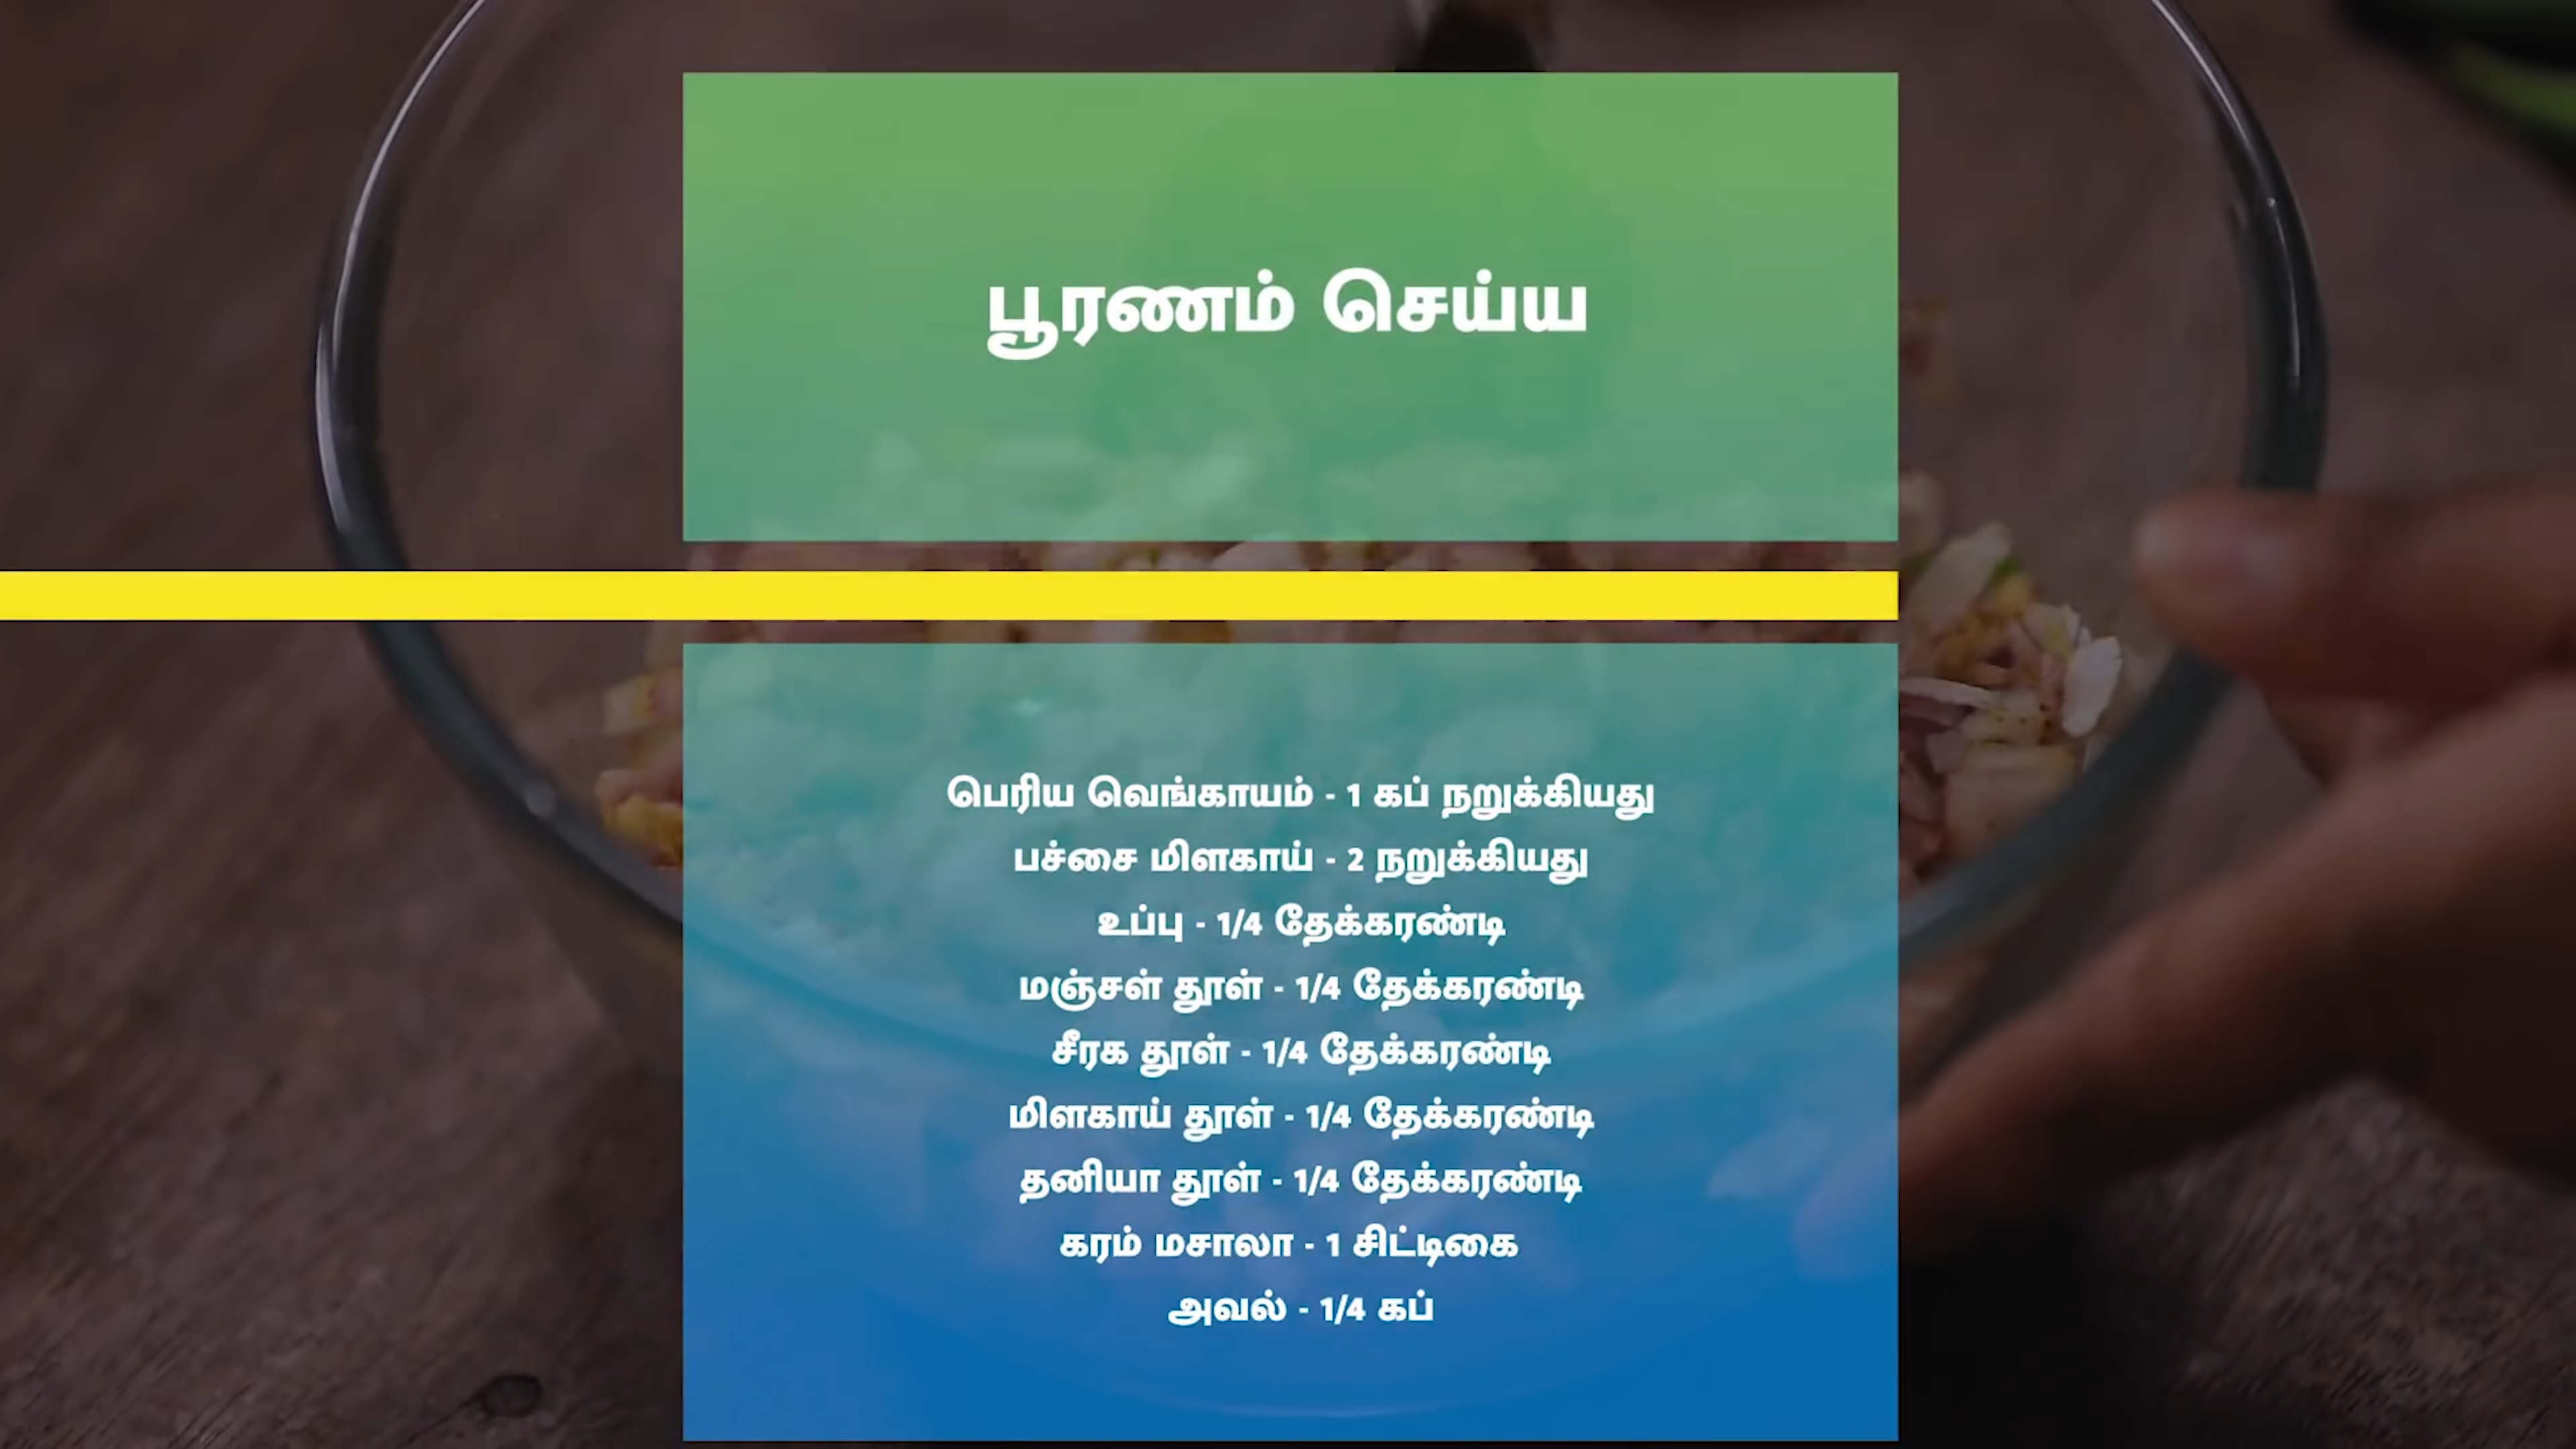 பூரணம் செய்ய
பெரிய வெங்காயம் - 1 கப் நறுக்கியது
பச்சை மிளகாய் - 2 நறுக்கியது
உப்பு - 1/4 தேக்கரண்டி
மஞ்சள் தூள் - 1/4 தேக்கரண்டி
சீரக தூள் - 1/4 தேக்கரண்டி
மிளகாய் தூள் - 1/4 தேக்கரண்டி
தனியா தூள் - 1/4 தேக்கரண்டி
கரம் மசாலா - 1 சிட்டிகை
அவல் - 1/4 கப்